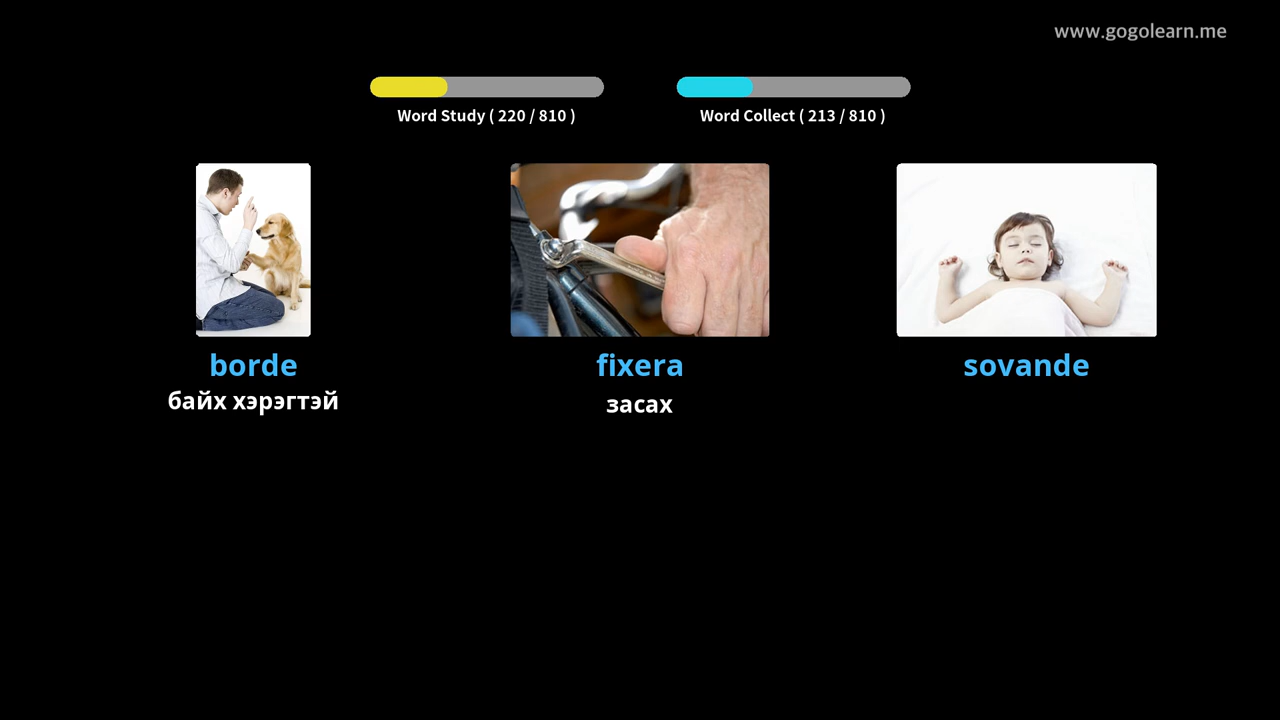 www.gogolearn.me
Word Study ( 220 / 810 )
Word Collect ( 213 / 810 )
borde
fixera
sovande
байх хэрэгтэй
засах